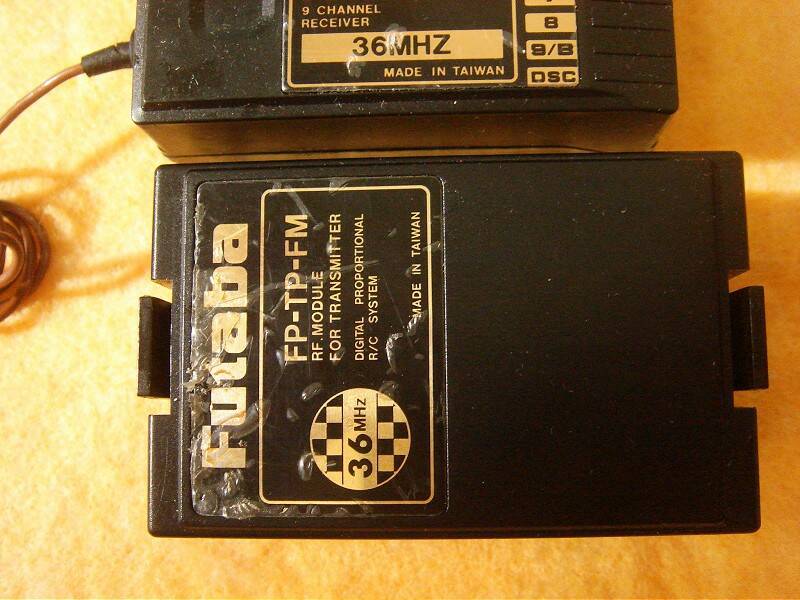 9 CHANNEL
RECEIVER
36MHZ
MADE IN TAIWAN
8
9/B
DSC
Futaba
FP-TP-FM
RF MODULE
FOR TRANSMITTER
DIGITAL PROPORTIONAL
R/C SYSTEM
MADE IN TAIWAN
36MHz